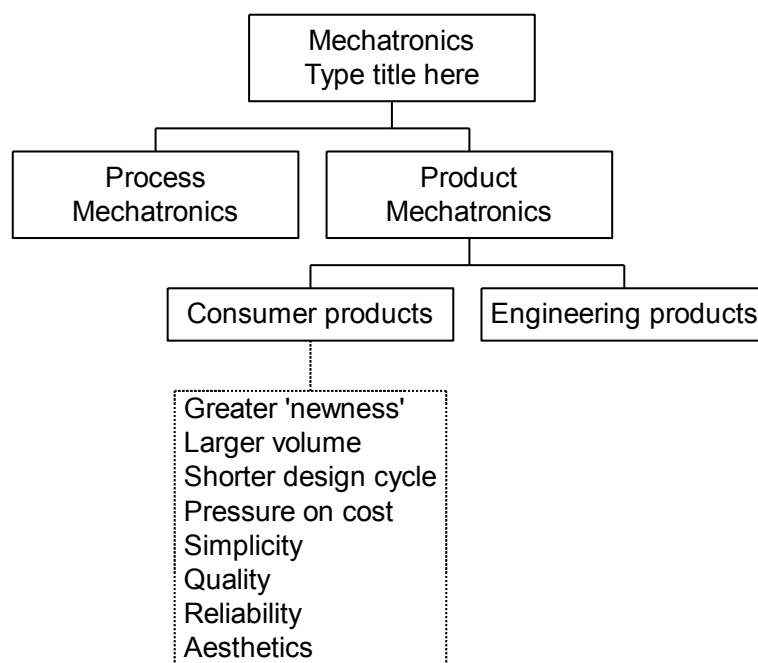 Mechatronics
Type title here
Process
Mechatronics
Product
Mechatronics
Consumer products
Engineering products
Greater 'newness'
Larger volume
Shorter design cycle
Pressure on cost
Simplicity
Quality
Reliability
Aesthetics